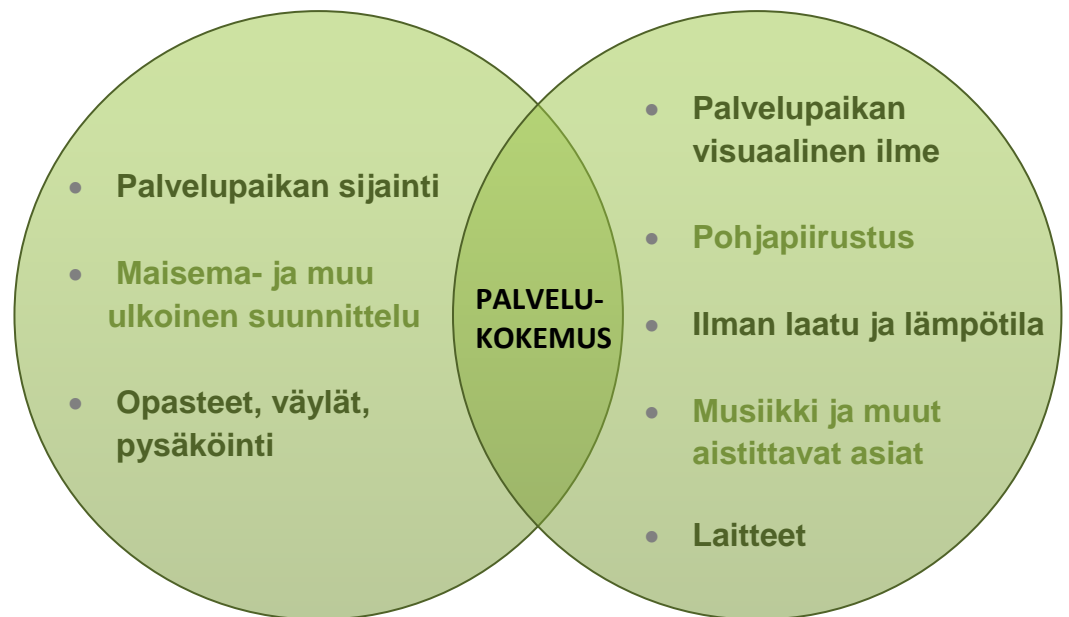 • Palvelupaikan sijainti
• Maisema- ja muu
ulkoinen suunnittelu
• Opasteet, väylät,
pysäköinti
PALVELU-
KOKEMUS
• Palvelupaikan
visuaalinen ilme
• Pohjapiirustus
• Ilman laatu ja lämpötila
• Musiikki ja muut
aistittavat asiat
• Laitteet